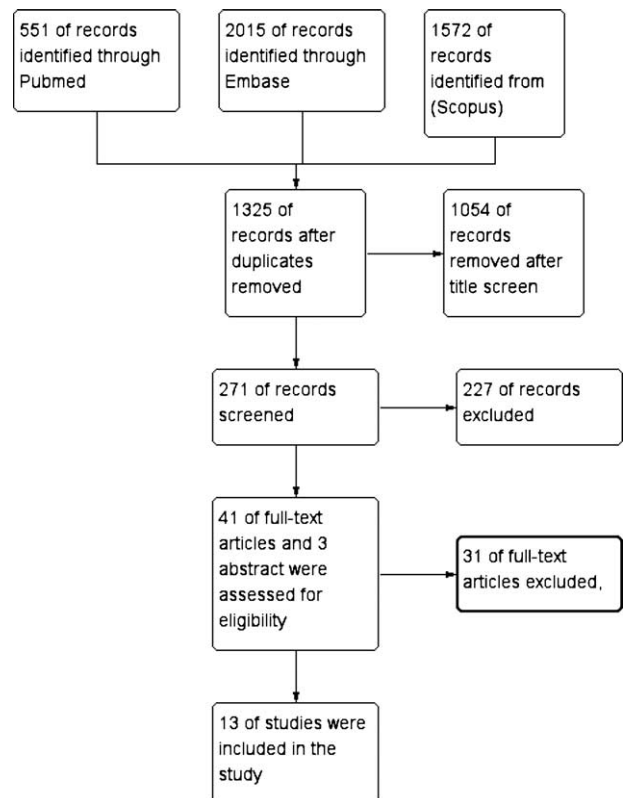 551 of records
identified through
Pubmed
2015 of records
identified through
Embase
1572 of
records
identified from
(Scopus)
1325 of
records after
duplicates
removed
1054 of
records
removed after
title screen
271 of records
screened
227 of records
excluded
41 of full-text
articles and 3
abstract were
assessed for
eligibility
31 of full-text
articles excluded,
13 of studies were
included in the
study